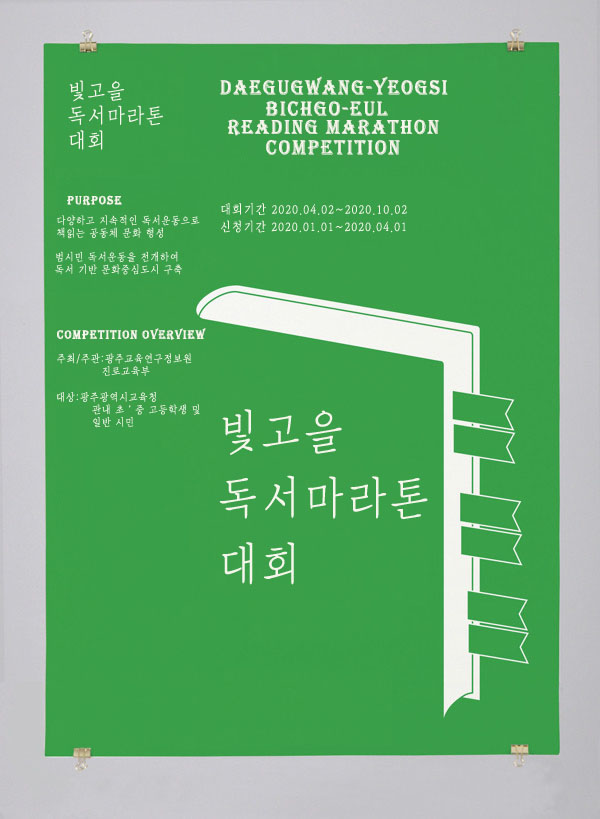 빛고을
독서마라톤
대회
DAEGUGWANG-YEOGSI
BICHGO-EUL
READING MARATHON
COMPETITION
PURPOSE
다양하고 지속적인 독서운동으로
책읽는 공동체 문화 형성
범시민 독서운동을 전개하여
독서 기반 문화중심도시 구축
대회기간 2020.04.02~2020.10.02
신청기간 2020.01.01~2020.04.01
COMPETITION OVERVIEW
주최/주관:광주교육연구정보원
진로교육부
대상:광주광역시교육청
관내 초 ' 중 고등학생 및
일반 시민
빛고을
독서마라톤
대회